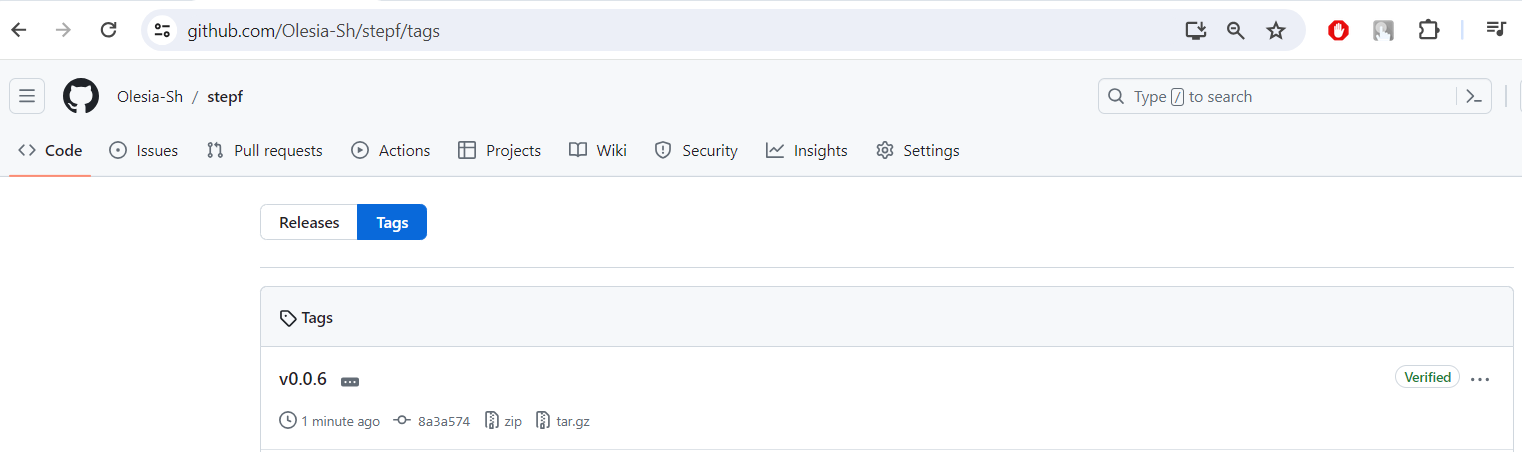 github.com/Olesia-Sh/stepf/tags
Olesia-Sh / stepf
Type / to search
Code Issues Pull requests Actions Projects Wiki Security Insights Settings
Releases Tags
Tags
v0.0.6 Verified
1 minute ago 8a3a574 zip tar.gz